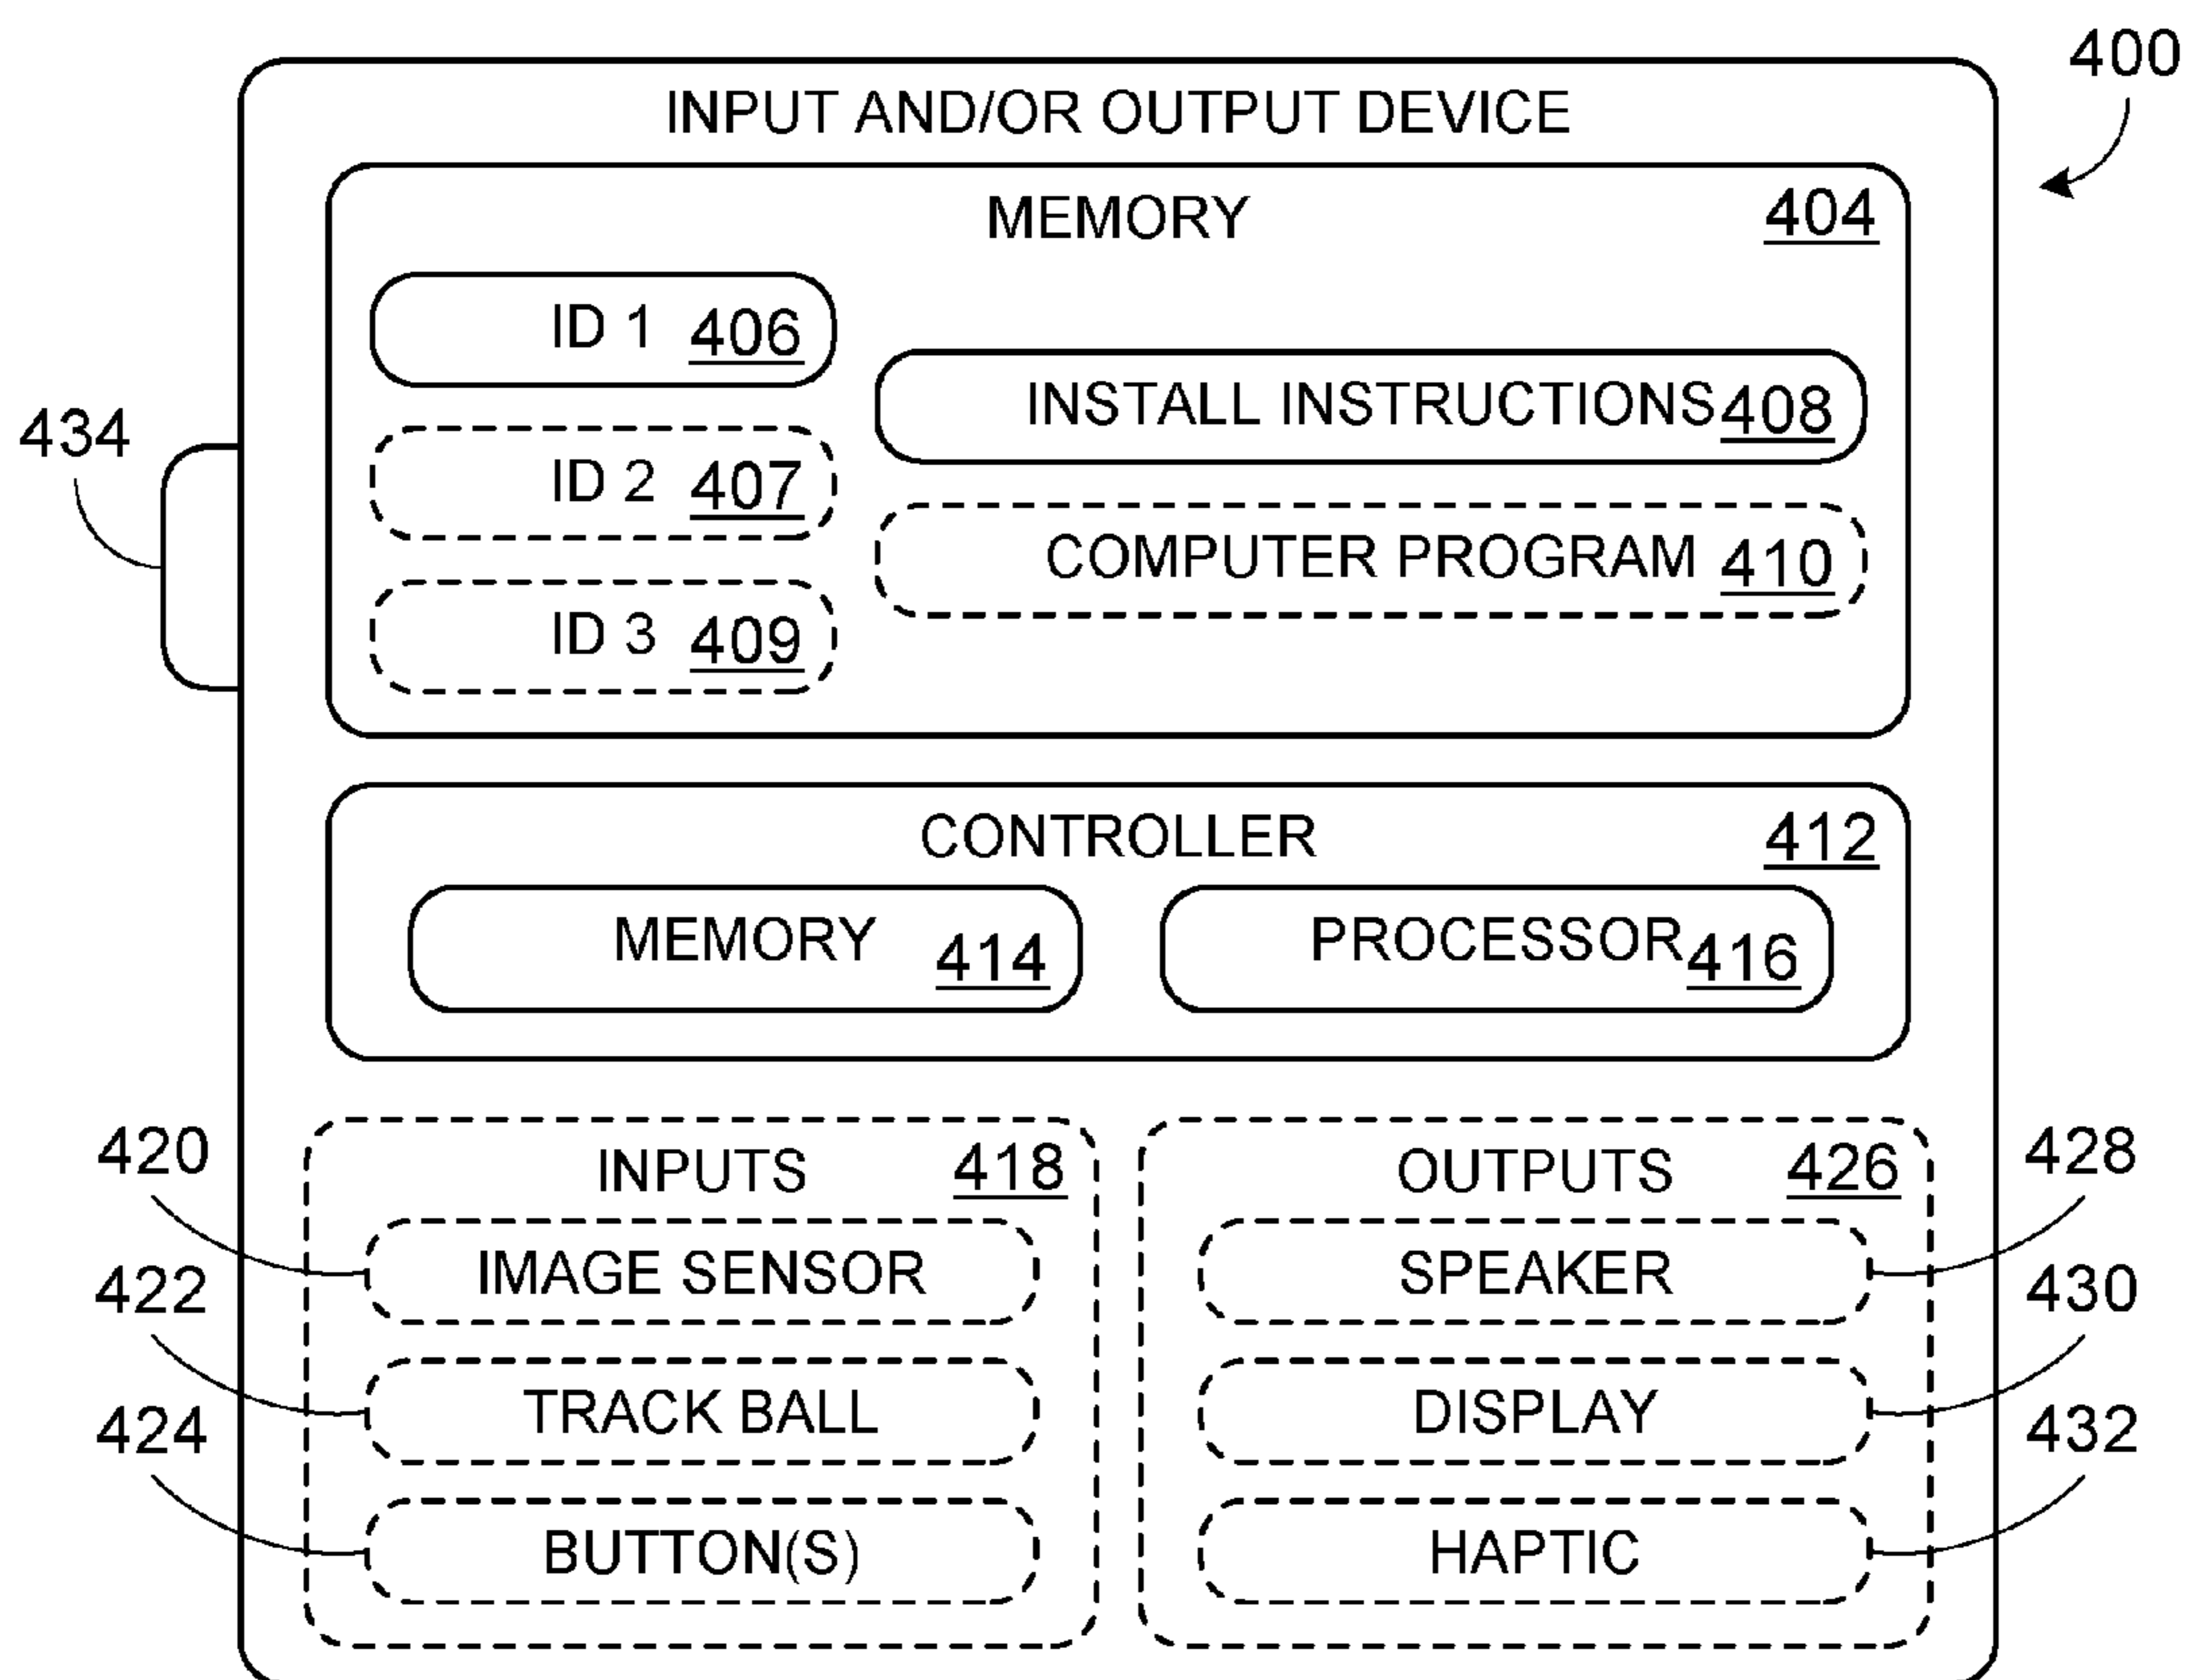 400
INPUT AND/OR OUTPUT DEVICE
MEMORY 404
ID 1 406
INSTALL INSTRUCTIONS 408
434
ID 2 407
COMPUTER PROGRAM 410
ID 3 409
CONTROLLER 412
MEMORY 414
PROCESSOR 416
INPUTS 418
420
IMAGE SENSOR
422
TRACK BALL
424
BUTTON(S)
OUTPUTS 426
428
SPEAKER
430
DISPLAY
432
HAPTIC